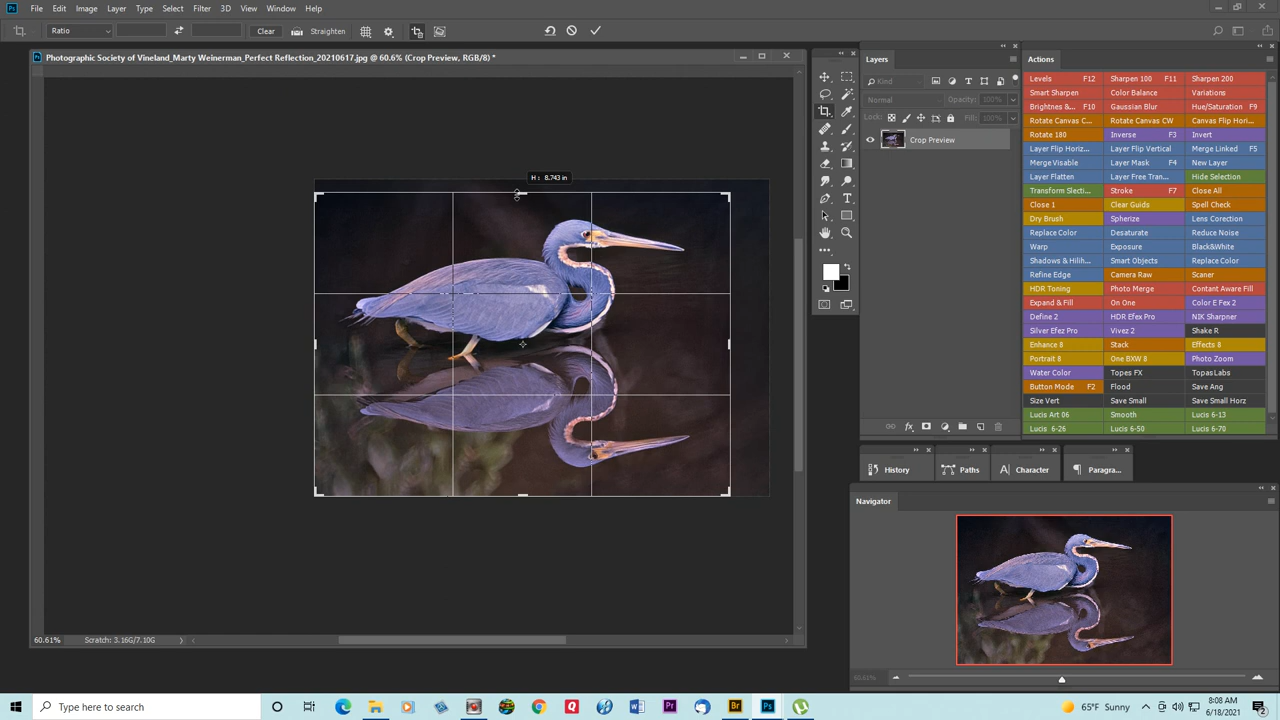 Ps File Edit Image Layer Type Select Filter 3D View Window Help
Ratio Clear Straighten
Photographic Society of Vineland_Marty Weinerman_Perfect Reflection_20210617.jpg @ 60.6% (Crop Preview, RGB/8) *
H: 8.743 in
60.61% Scratch: 3.16G/7.10G
Layers
Kind
Normal Opacity: 100%
Lock: Fill: 100%
Crop Preview
Actions
Levels F12 Sharpen 100 F11 Sharpen 200
Smart Sharpen Color Balance Variations
Brightnes &... F10 Gaussian Blur Hue/Saturation F9
Rotate Canvas C... Rotate Canvas CW Canvas Flip Hori...
Rotate 180 Inverse F3 Invert
Layer Flip Horiz... Layer Flip Vertical Merge Linked F5
Merge Visable Layer Mask F4 New Layer
Layer Flatten Layer Free Tran... Hide Selection
Transform Slecti... Stroke F7 Close All
Close 1 Clear Guids Spell Check
Dry Brush Spherize Lens Corection
Replace Color Desaturate Reduce Noise
Warp Exposure Black&White
Shadows & Hilih... Smart Objects Replace Color
Refine Edge Camera Raw Scaner
HDR Toning Photo Merge Contant Aware Fill
Expand & Fill On One Color E Fex 2
Define 2 HDR Efex Pro NIK Sharpner
Silver Efez Pro Vivez 2 Shake R
Enhance 8 Stack Effects 8
Portrait 8 One BXW 8 Photo Zoom
Water Color Topes FX TopasLabs
Button Mode F2 Flood Save Ang
Size Vert Save Small Save Small Horz
Lucis Art 06 Smooth Lucis 6-13
Lucis 6-26 Lucis 6-50 Lucis 6-70
History Paths Character Paragra...
Navigator
60.61%
Type here to search
65°F Sunny
8:08 AM
6/18/2021